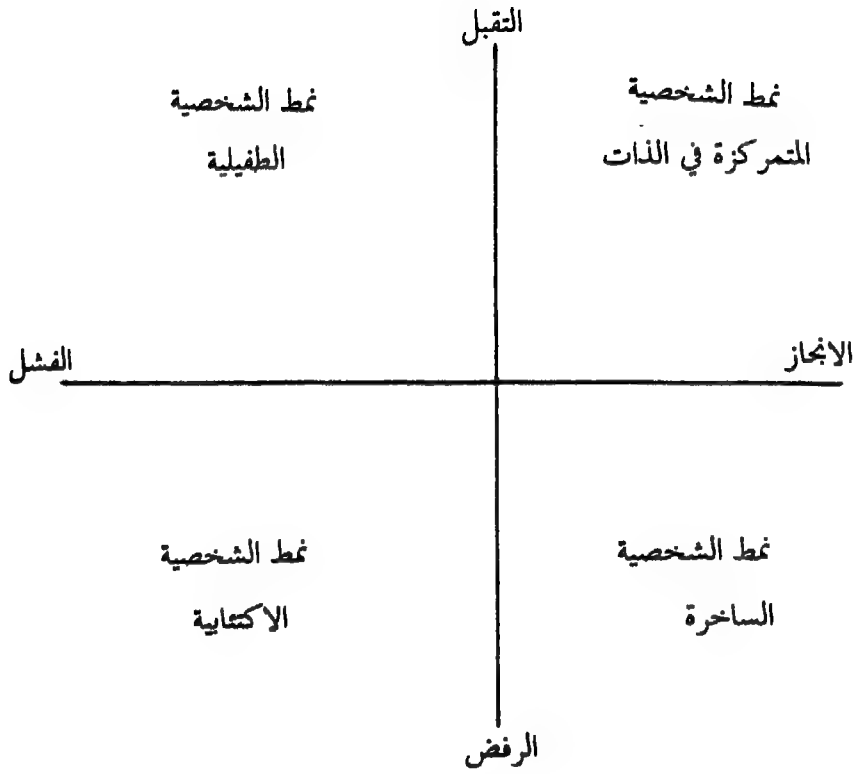 التقبل
نمط الشخصية
المتمركزة في الذات
نمط الشخصية
الطفيلية
الانجاز
الفشل
نمط الشخصية
الساخرة
نمط الشخصية
الاكتئابية
الرفض